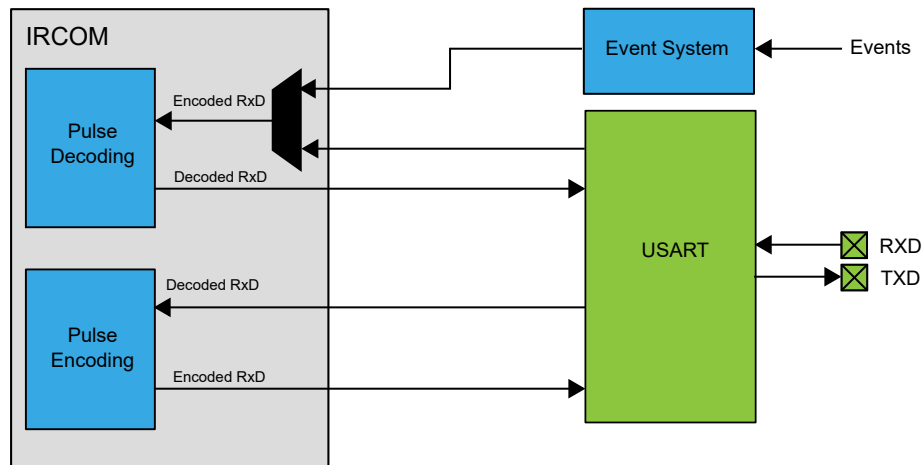 IRCOM
Event System
Events
Encoded RxD
Pulse
Decoding
Decoded RxD
USART
RXD
TXD
Decoded RxD
Pulse
Encoding
Encoded RxD